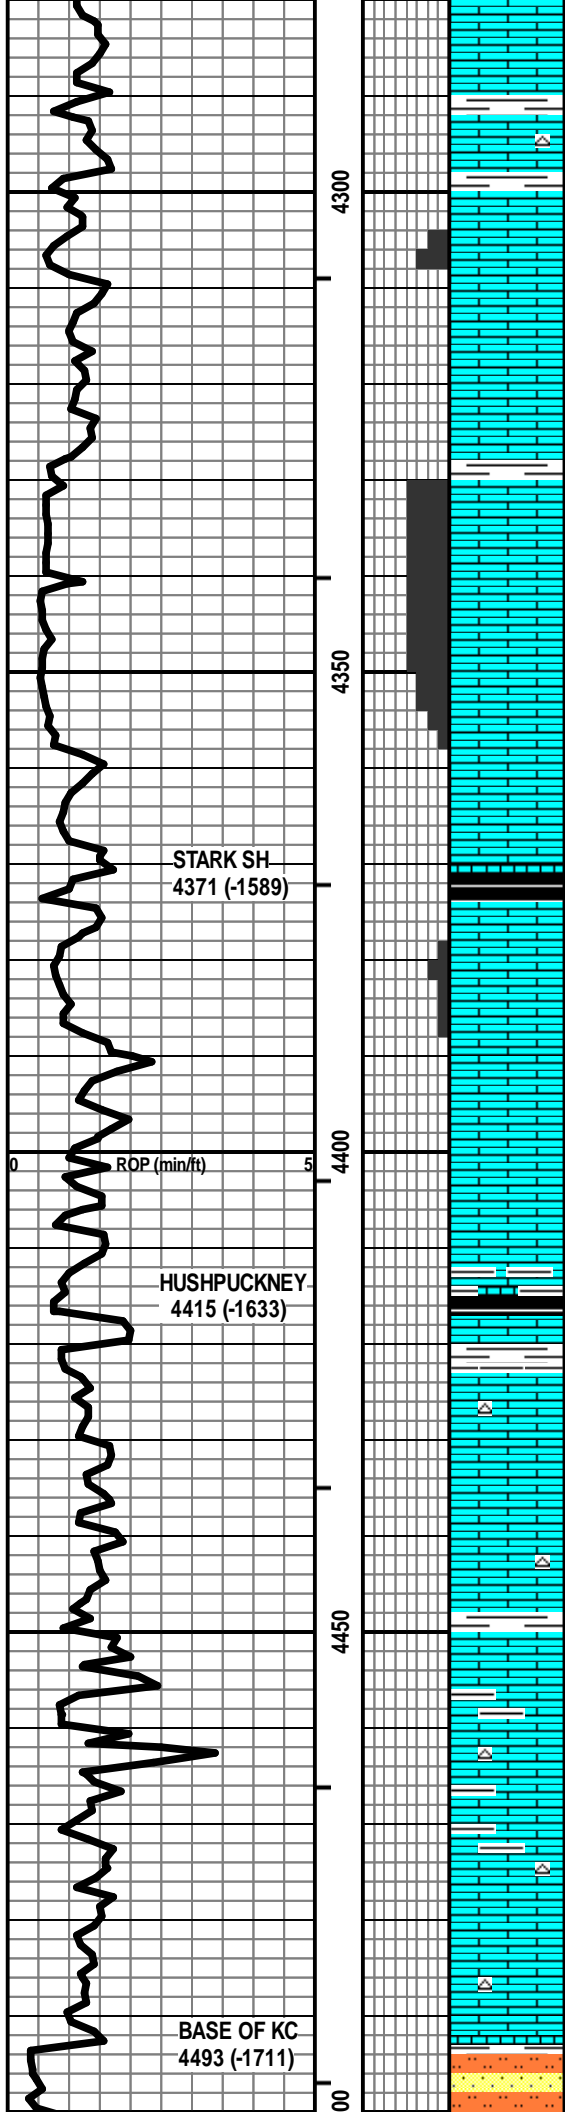 4300
4350
STARK SH
4371 (-1589)
4400
0 ROP (min/ft) 5
HUSHPUCKNEY
4415 (-1633)
4450
BASE OF KC
4493 (-1711)
00